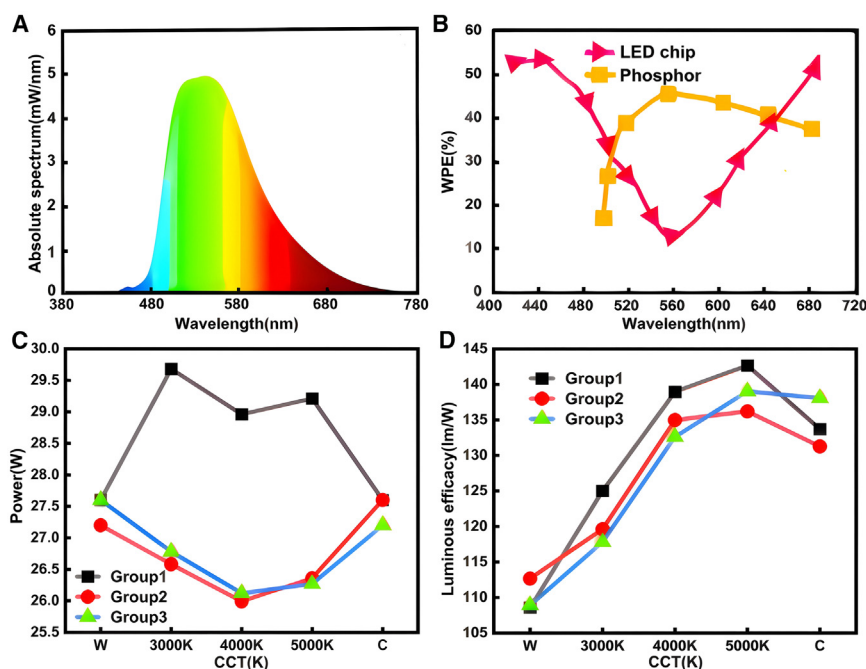 A
Absolute spectrum(mW/nm)
6
5
4
3
2
1
0
380 480 580 680 780
Wavelength(nm)
B
WPE(%)
60
50
40
30
20
10
0
LED chip
Phosphor
400 440 480 520 560 600 640 680 720
Wavelength(nm)
C
Power(W)
30.0
29.5
29.0
28.5
28.0
27.5
27.0
26.5
26.0
25.5
Group1
Group2
Group3
W 3000K 4000K 5000K C
CCT(K)
D
Luminous efficacy(lm/W)
145
140
135
130
125
120
115
110
105
Group1
Group2
Group3
W 3000K 4000K 5000K C
CCT(K)